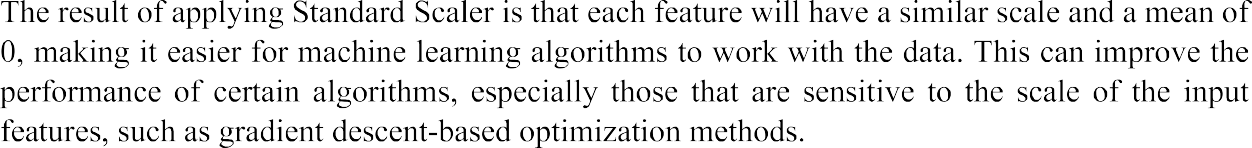 The result of applying Standard Scaler is that each feature will have a similar scale and a mean of
0, making it easier for machine learning algorithms to work with the data. This can improve the
performance of certain algorithms, especially those that are sensitive to the scale of the input
features, such as gradient descent-based optimization methods.